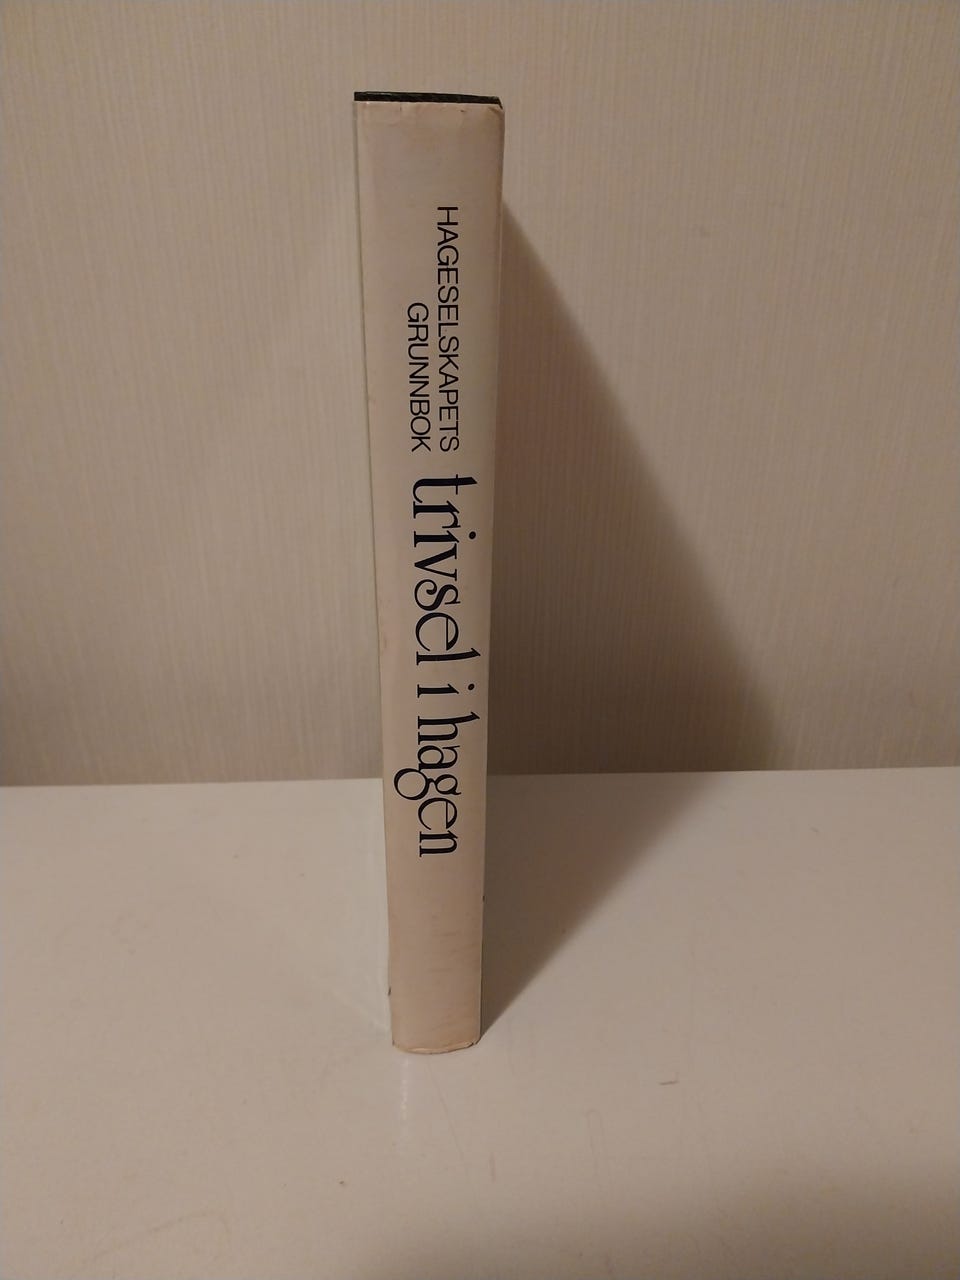 HAGESELSKAPETS
GRUNNBOK
trivsel i hagen